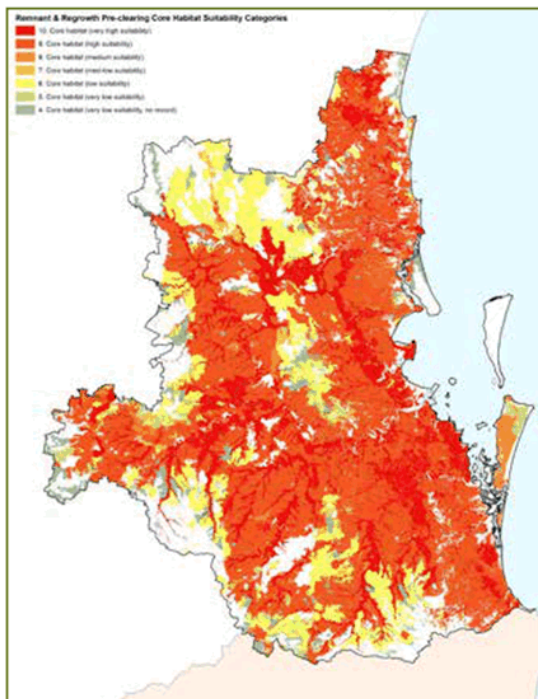 Remnant & Regrowth Pre-clearing Core Habitat Suitability Categories
10. Core habitat (very high suitability)
9. Core habitat (high suitability)
8. Core habitat (medium suitability)
7. Core habitat (med-low suitability)
6. Core habitat (low suitability)
5. Core habitat (very low suitability)
4. Core habitat (very low suitability, no record)